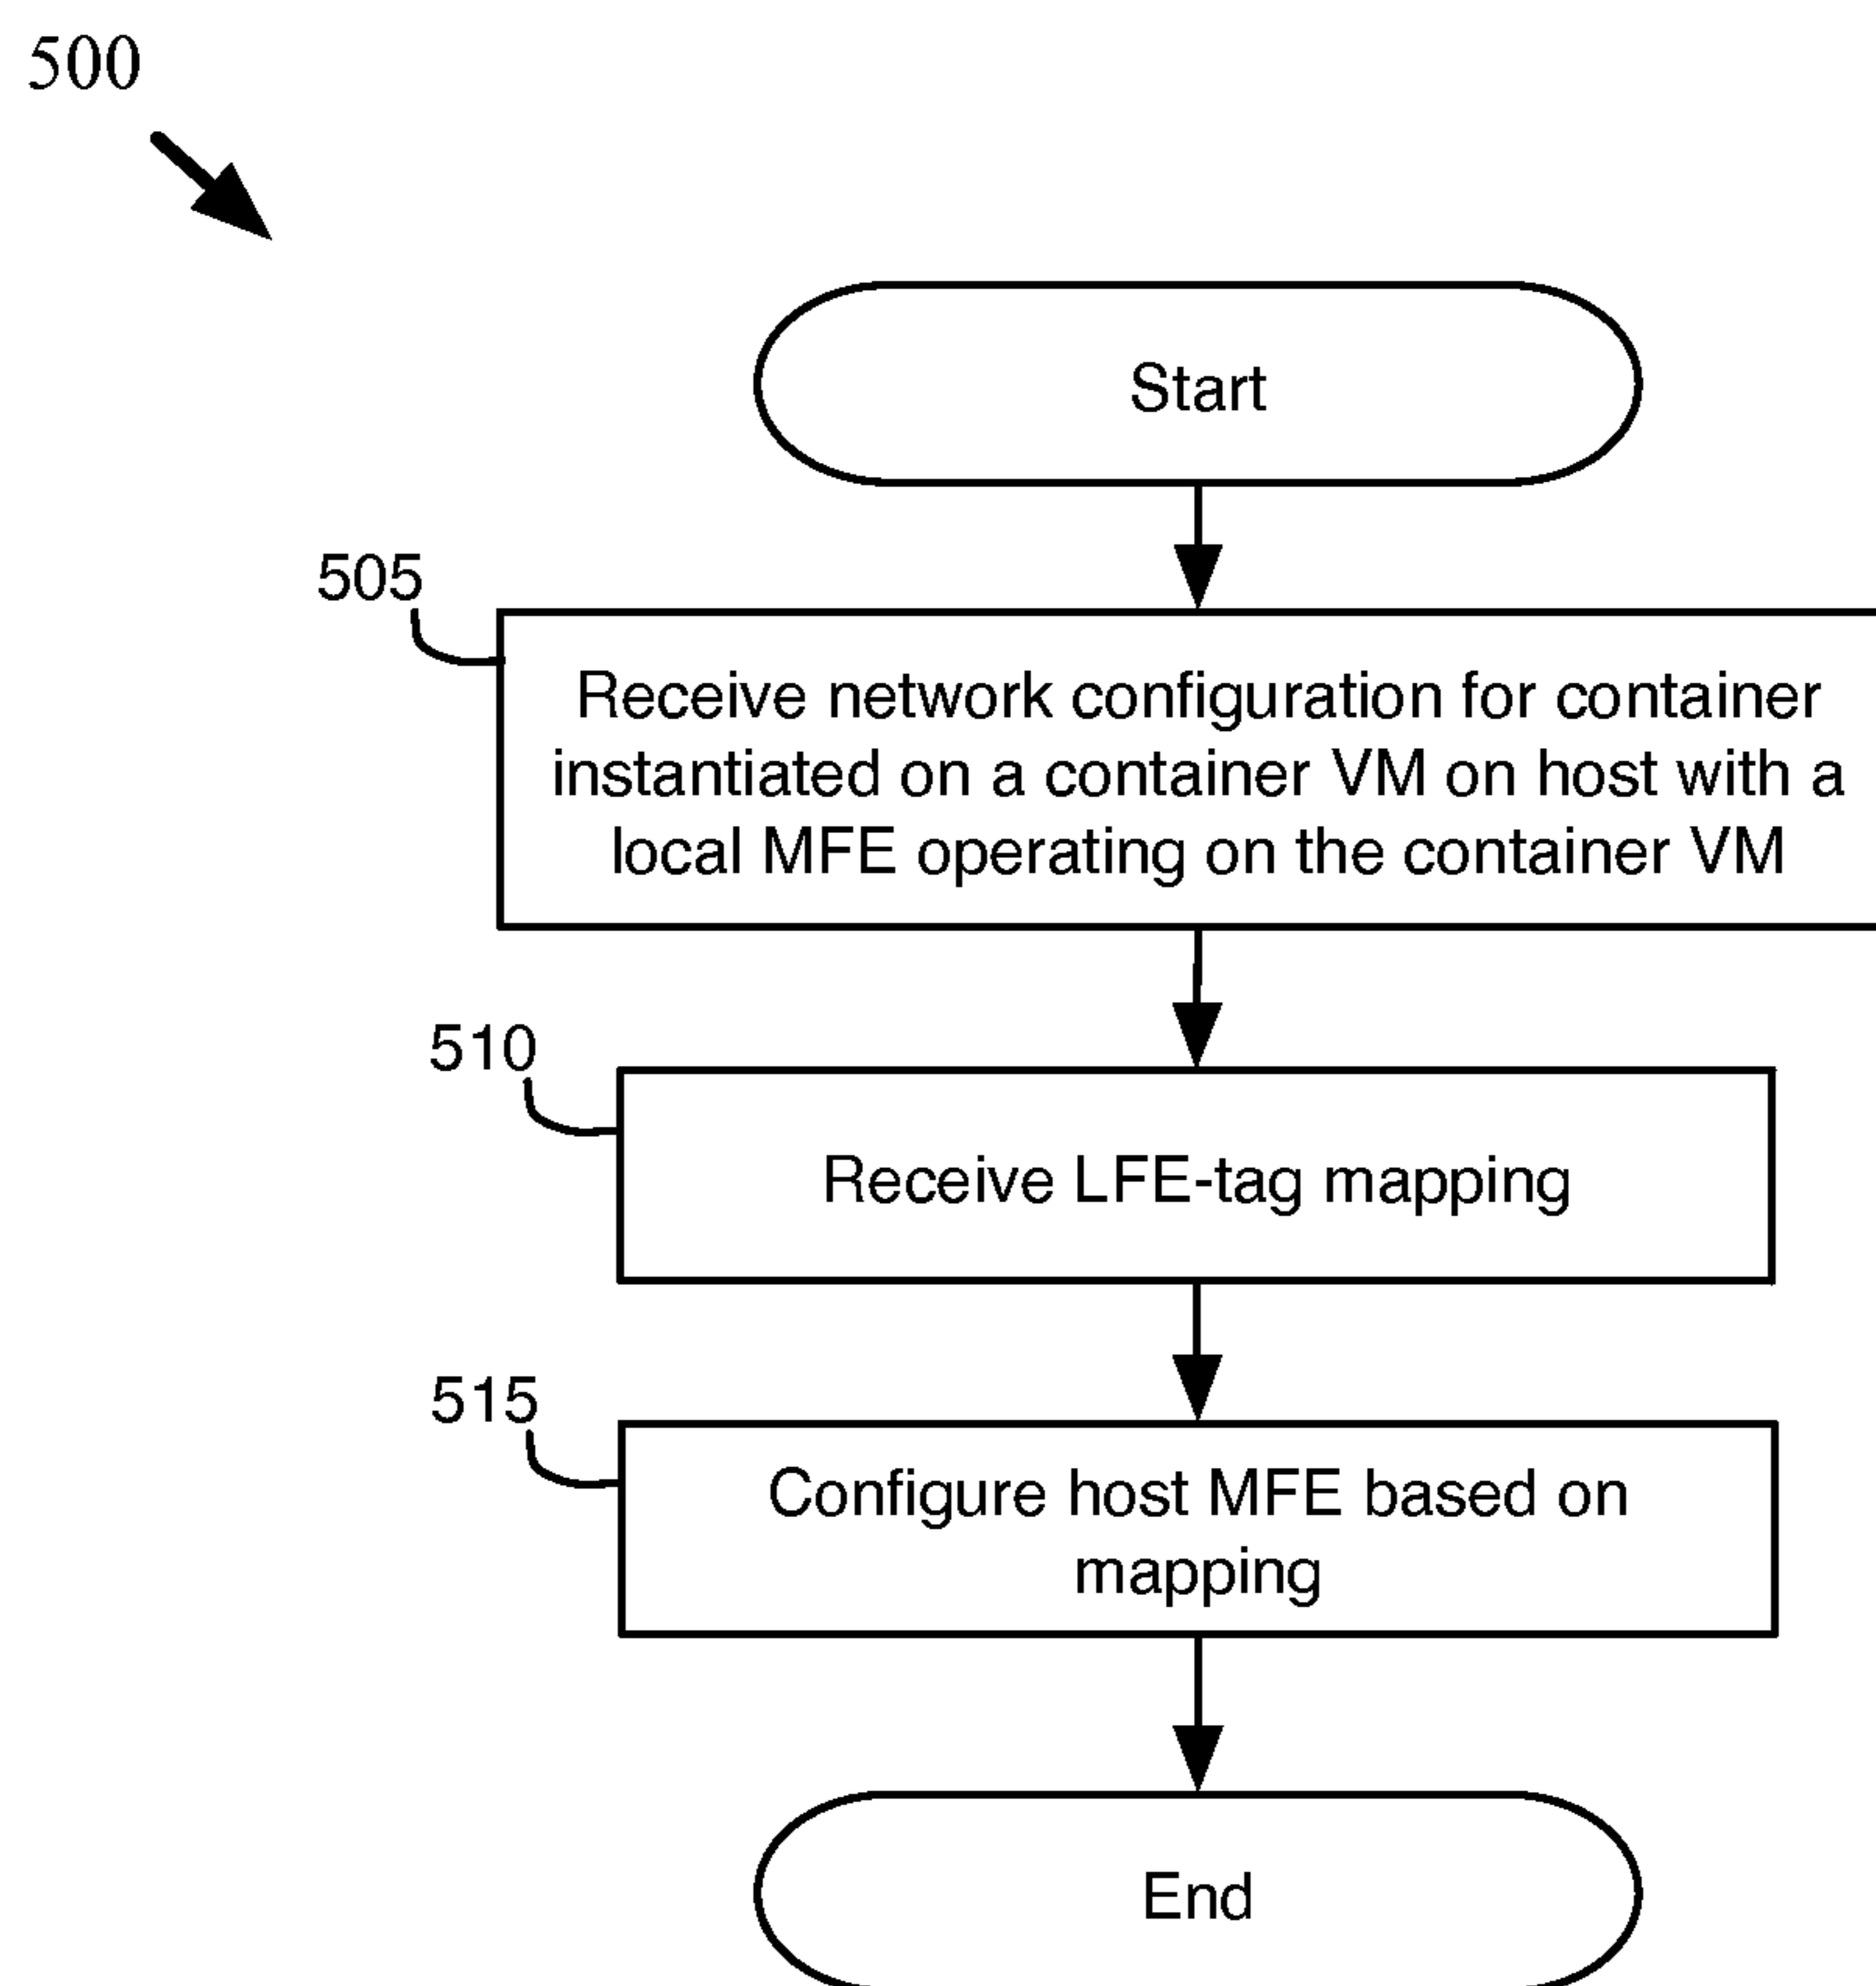 500
Start
505
Receive network configuration for container
instantiated on a container VM on host with a
local MFE operating on the container VM
510
Receive LFE-tag mapping
515
Configure host MFE based on
mapping
End